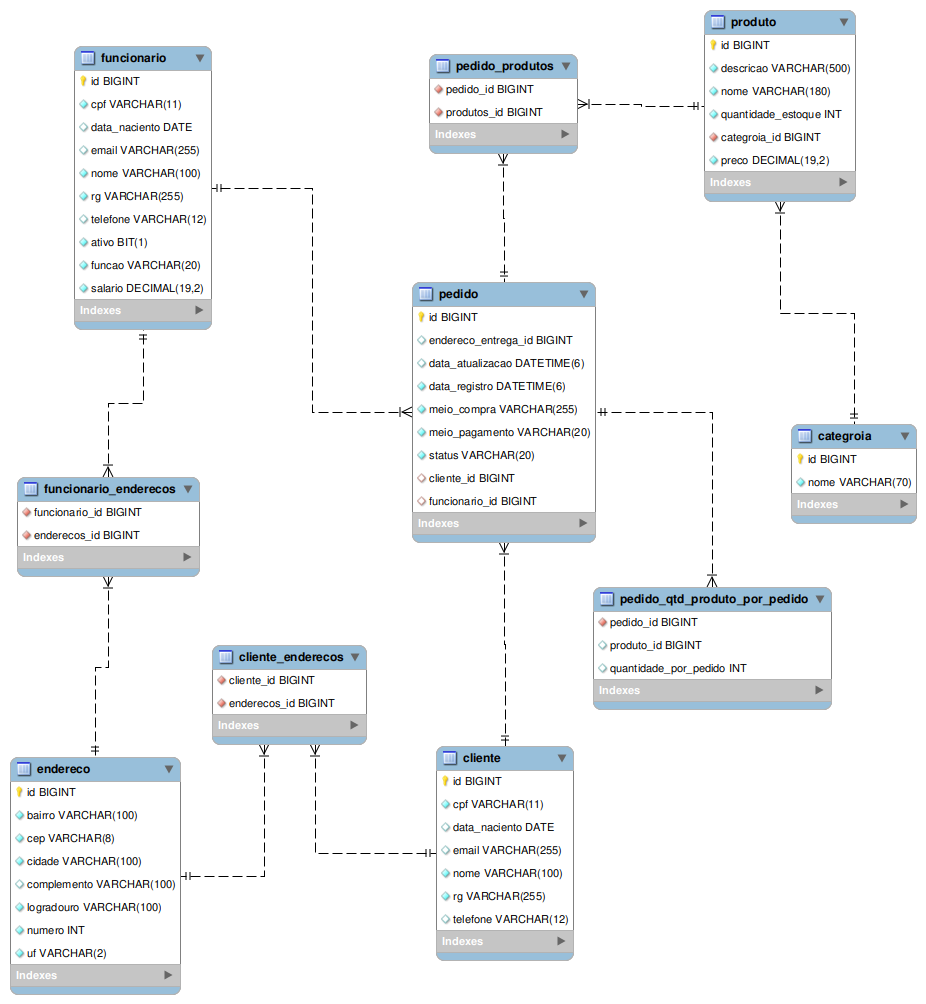 funcionario
id BIGINT
cpf VARCHAR(11)
data_naciento DATE
email VARCHAR(255)
nome VARCHAR(100)
rg VARCHAR(255)
telefone VARCHAR(12)
ativo BIT(1)
funcao VARCHAR(20)
salario DECIMAL(19,2)
Indexes
pedido_produtos
pedido_id BIGINT
produtos_id BIGINT
Indexes
produto
id BIGINT
descricao VARCHAR(500)
nome VARCHAR(180)
quantidade_estoque INT
categroia_id BIGINT
preco DECIMAL(19,2)
Indexes
pedido
id BIGINT
endereco_entrega_id BIGINT
data_atualizacao DATETIME(6)
data_registro DATETIME(6)
meio_compra VARCHAR(255)
meio_pagamento VARCHAR(20)
status VARCHAR(20)
cliente_id BIGINT
funcionario_id BIGINT
Indexes
categroia
id BIGINT
nome VARCHAR(70)
Indexes
funcionario_enderecos
funcionario_id BIGINT
enderecos_id BIGINT
Indexes
pedido_qtd_produto_por_pedido
pedido_id BIGINT
produto_id BIGINT
quantidade_por_pedido INT
Indexes
cliente_enderecos
cliente_id BIGINT
enderecos_id BIGINT
Indexes
endereco
id BIGINT
bairro VARCHAR(100)
cep VARCHAR(8)
cidade VARCHAR(100)
complemento VARCHAR(100)
logradouro VARCHAR(100)
numero INT
uf VARCHAR(2)
Indexes
cliente
id BIGINT
cpf VARCHAR(11)
data_naciento DATE
email VARCHAR(255)
nome VARCHAR(100)
rg VARCHAR(255)
telefone VARCHAR(12)
Indexes